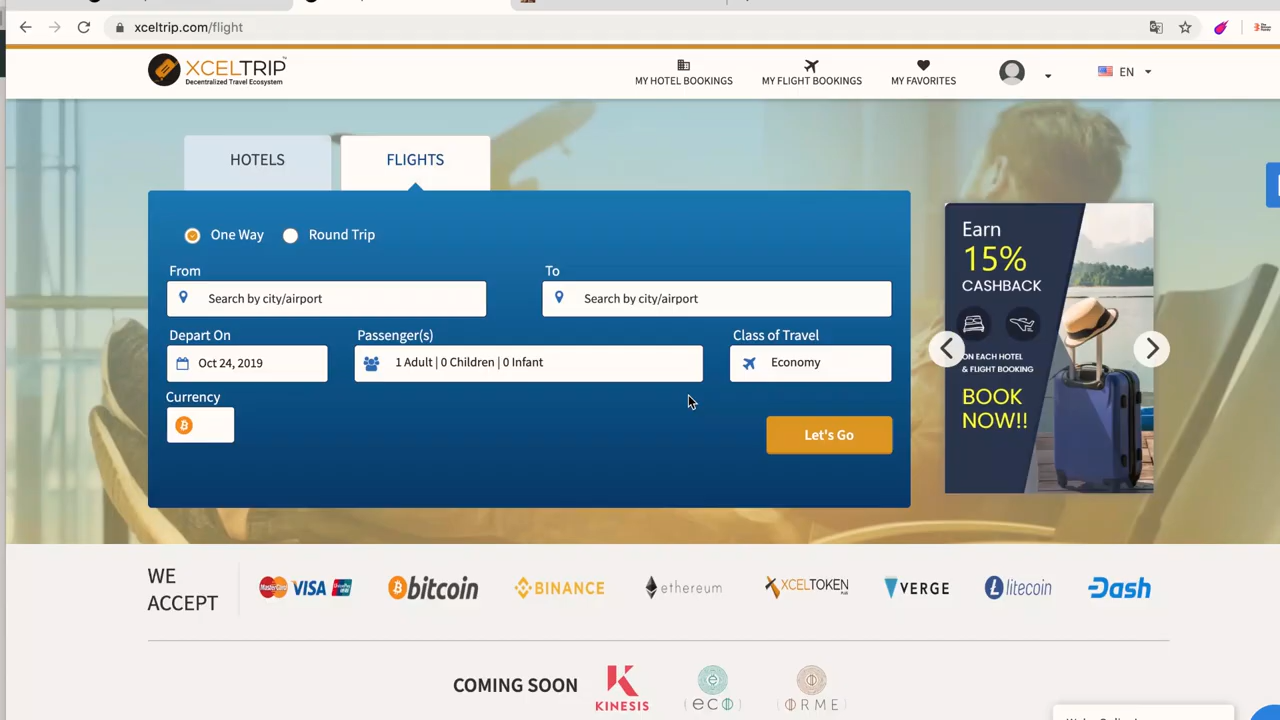 xceltrip.com/flight
XCELTRIP™
Decentralized Travel Ecosystem
MY HOTEL BOOKINGS
MY FLIGHT BOOKINGS
MY FAVORITES
EN
HOTELS
FLIGHTS
One Way
Round Trip
From
To
Search by city/airport
Search by city/airport
Depart On
Passenger(s)
Class of Travel
Oct 24, 2019
1 Adult | 0 Children | 0 Infant
Economy
Currency
Let's Go
Earn
15%
CASHBACK
ON EACH HOTEL
& FLIGHT BOOKING
BOOK
NOW!!
WE
ACCEPT
MasterCard
VISA
bitcoin
BINANCE
ethereum
XCELTOKEN
PLUS
VERGE
litecoin
Dash
COMING SOON
KINESIS
ECO
ORME